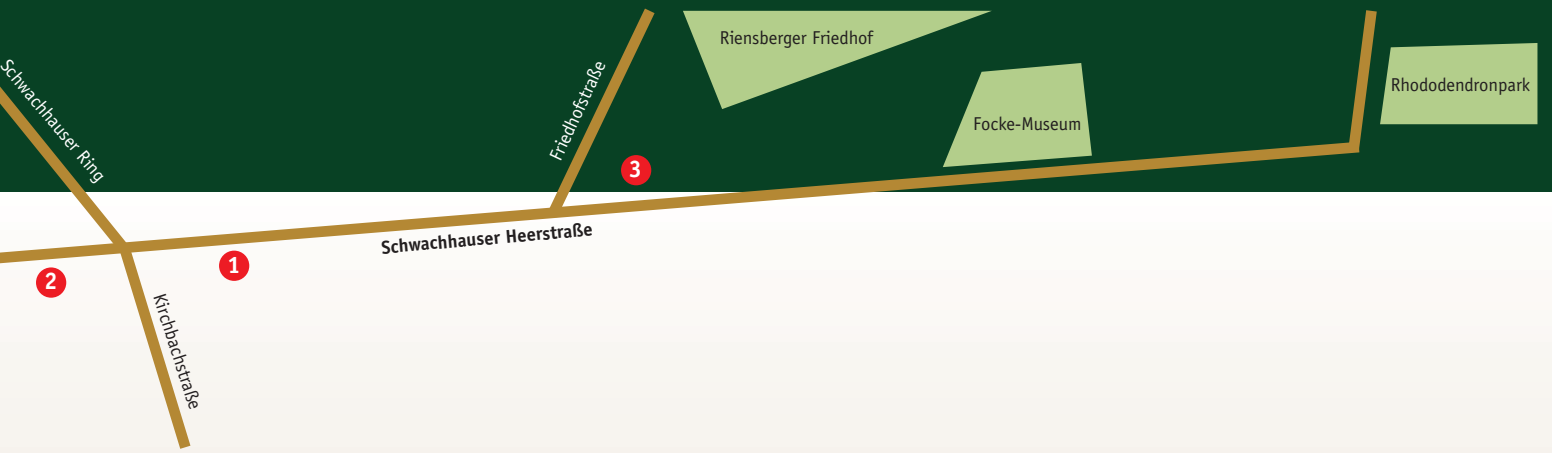 Riensberger Friedhof
Schwachhauser Ring
Friedhofstraße
Rhododendronpark
Focke-Museum
3
Schwachhauser Heerstraße
1
2
Kirchbachstraße